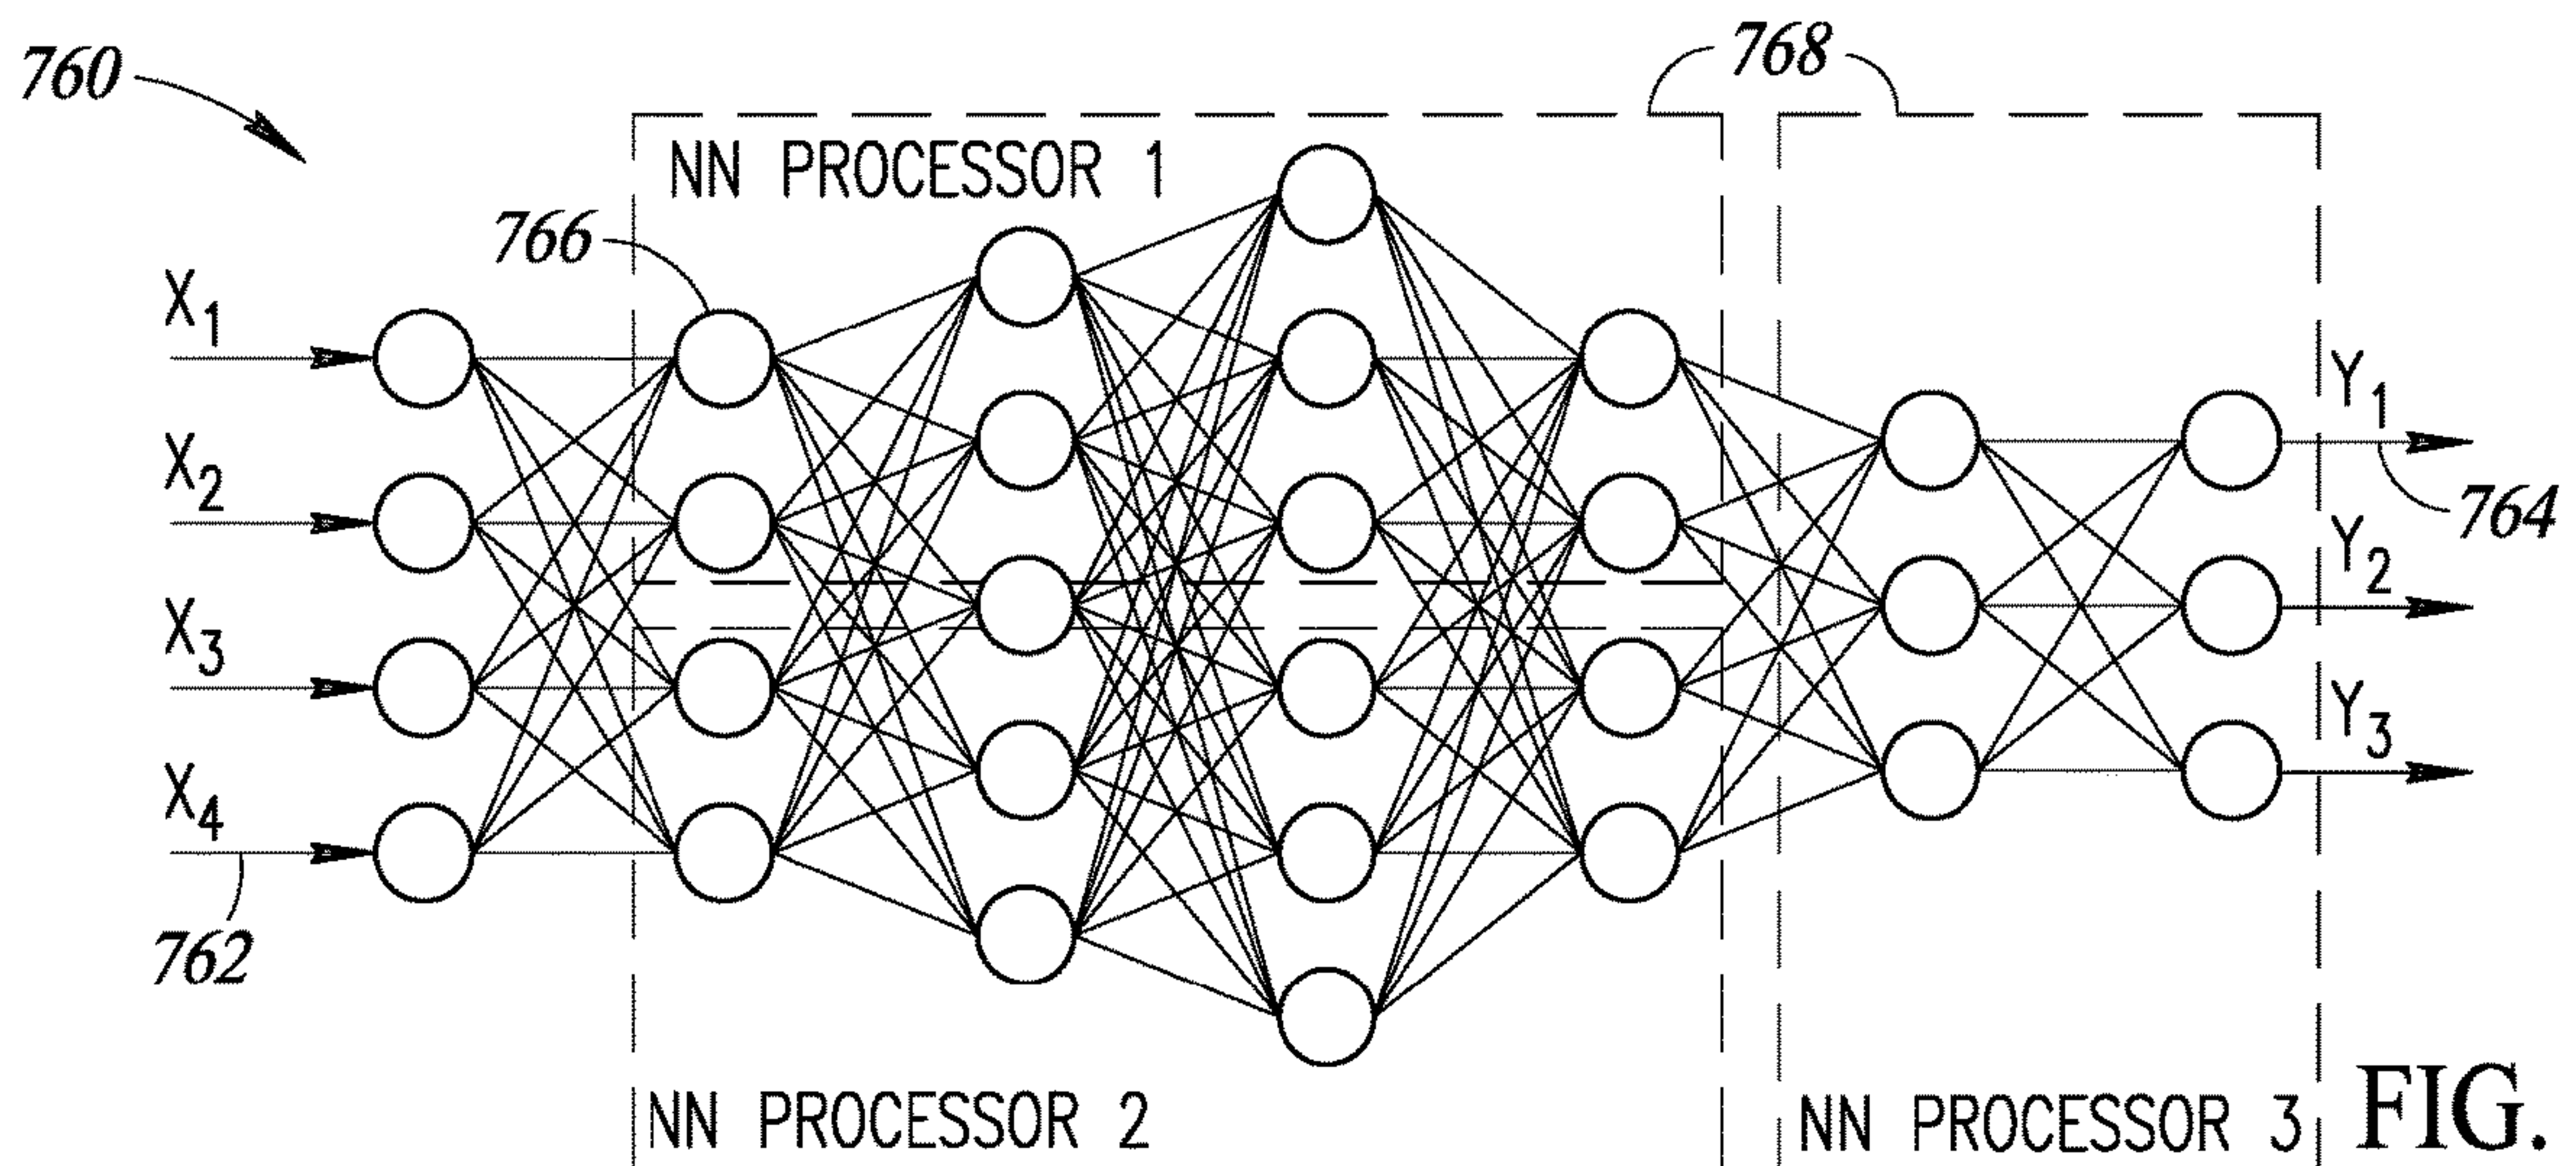 760
768
NN PROCESSOR 1
766
X1
Y1
X2
764
Y2
X3
Y3
X4
762
NN PROCESSOR 2
NN PROCESSOR 3
FIG.